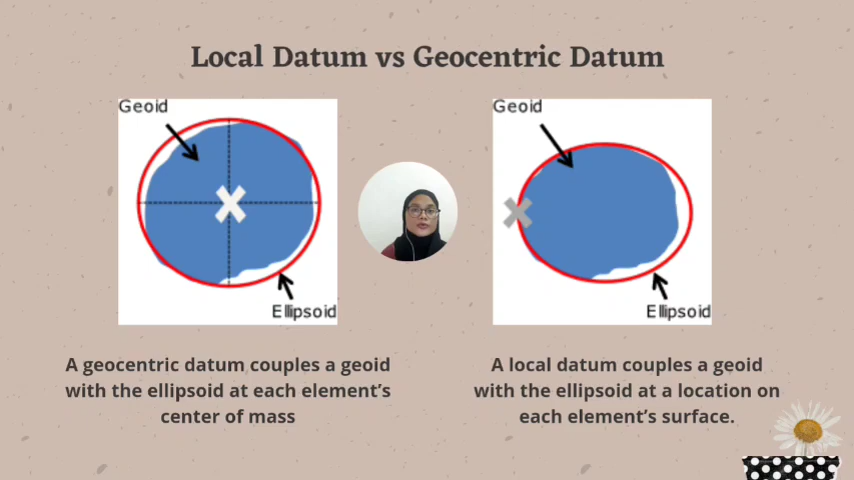 Local Datum vs Geocentric Datum
Geoid
Ellipsoid
A geocentric datum couples a geoid
with the ellipsoid at each element's
center of mass
Geoid
Ellipsoid
A local datum couples a geoid
with the ellipsoid at a location on
each element's surface.